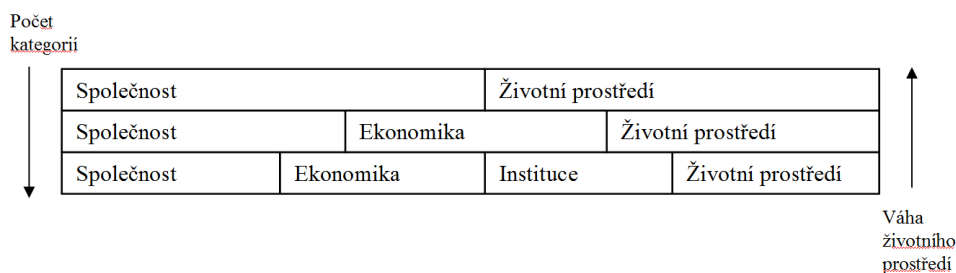 Počet
kategorií
Společnost Životní prostředí
Společnost Ekonomika Životní prostředí
Společnost Ekonomika Instituce Životní prostředí
Váha
životního
prostředí